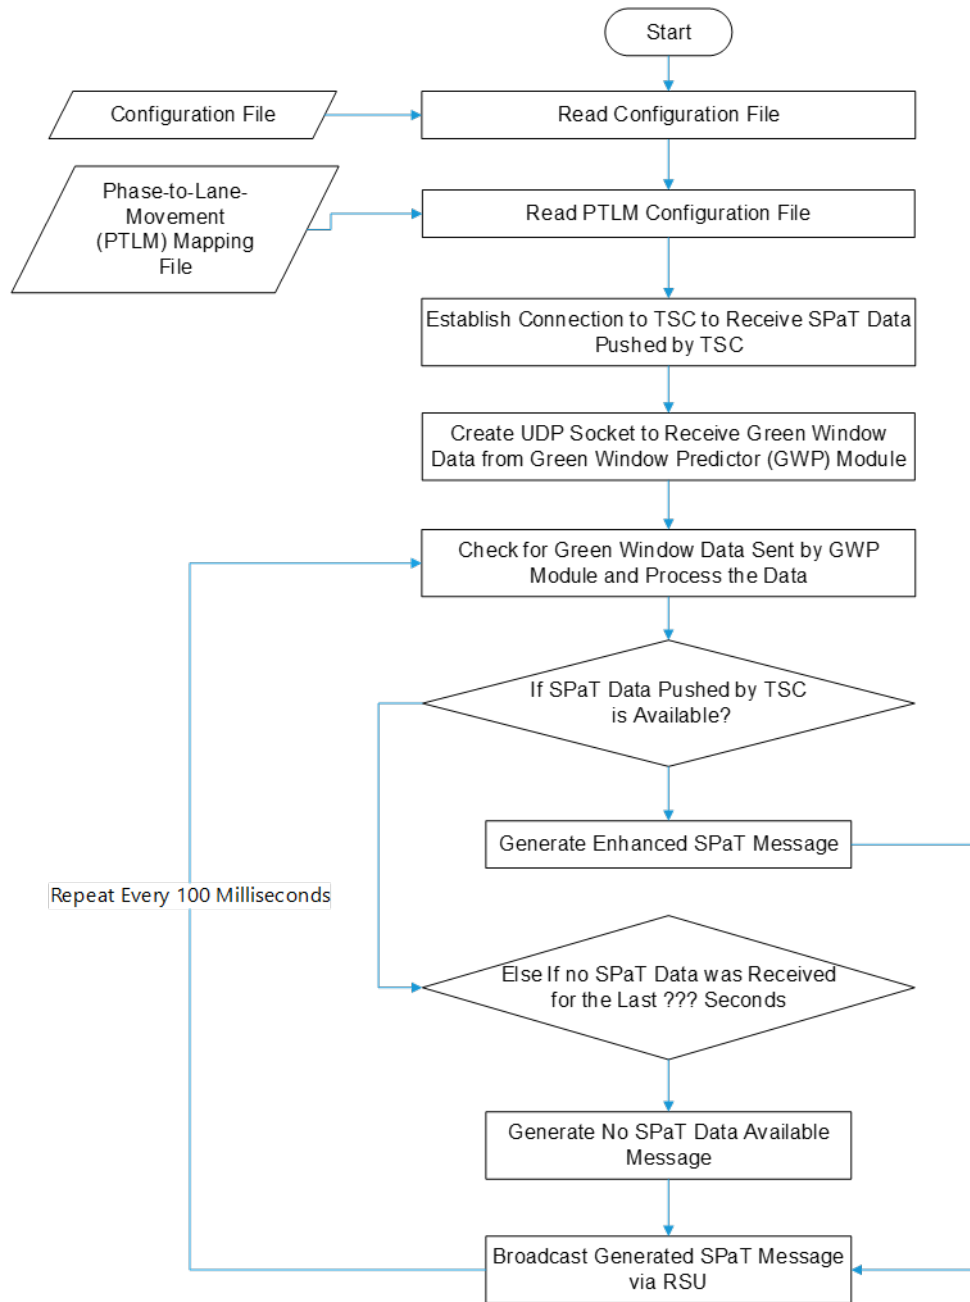 Start
Configuration File
Read Configuration File
Phase-to-Lane-
Movement
(PTLM) Mapping
File
Read PTLM Configuration File
Establish Connection to TSC to Receive SPaT Data
Pushed by TSC
Create UDP Socket to Receive Green Window
Data from Green Window Predictor (GWP) Module
Check for Green Window Data Sent by GWP
Module and Process the Data
If SPaT Data Pushed by TSC
is Available?
Generate Enhanced SPaT Message
Repeat Every 100 Milliseconds
Else If no SPaT Data was Received
for the Last ??? Seconds
Generate No SPaT Data Available
Message
Broadcast Generated SPaT Message
via RSU